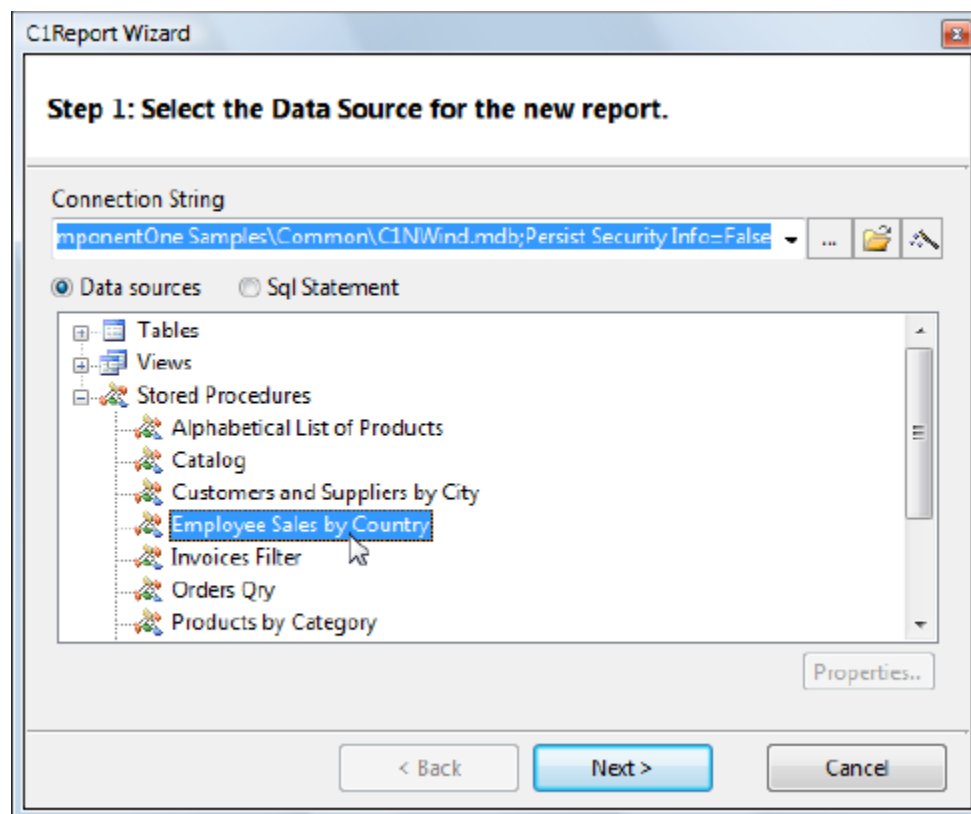 C1Report Wizard
Step 1: Select the Data Source for the new report.
Connection String
mponentOne Samples\Common\C1NWind.mdb;Persist Security Info=False
...
Data sources
Sql Statement
Tables
Views
Stored Procedures
Alphabetical List of Products
Catalog
Customers and Suppliers by City
Employee Sales by Country
Invoices Filter
Orders Qry
Products by Category
Properties..
< Back
Next >
Cancel